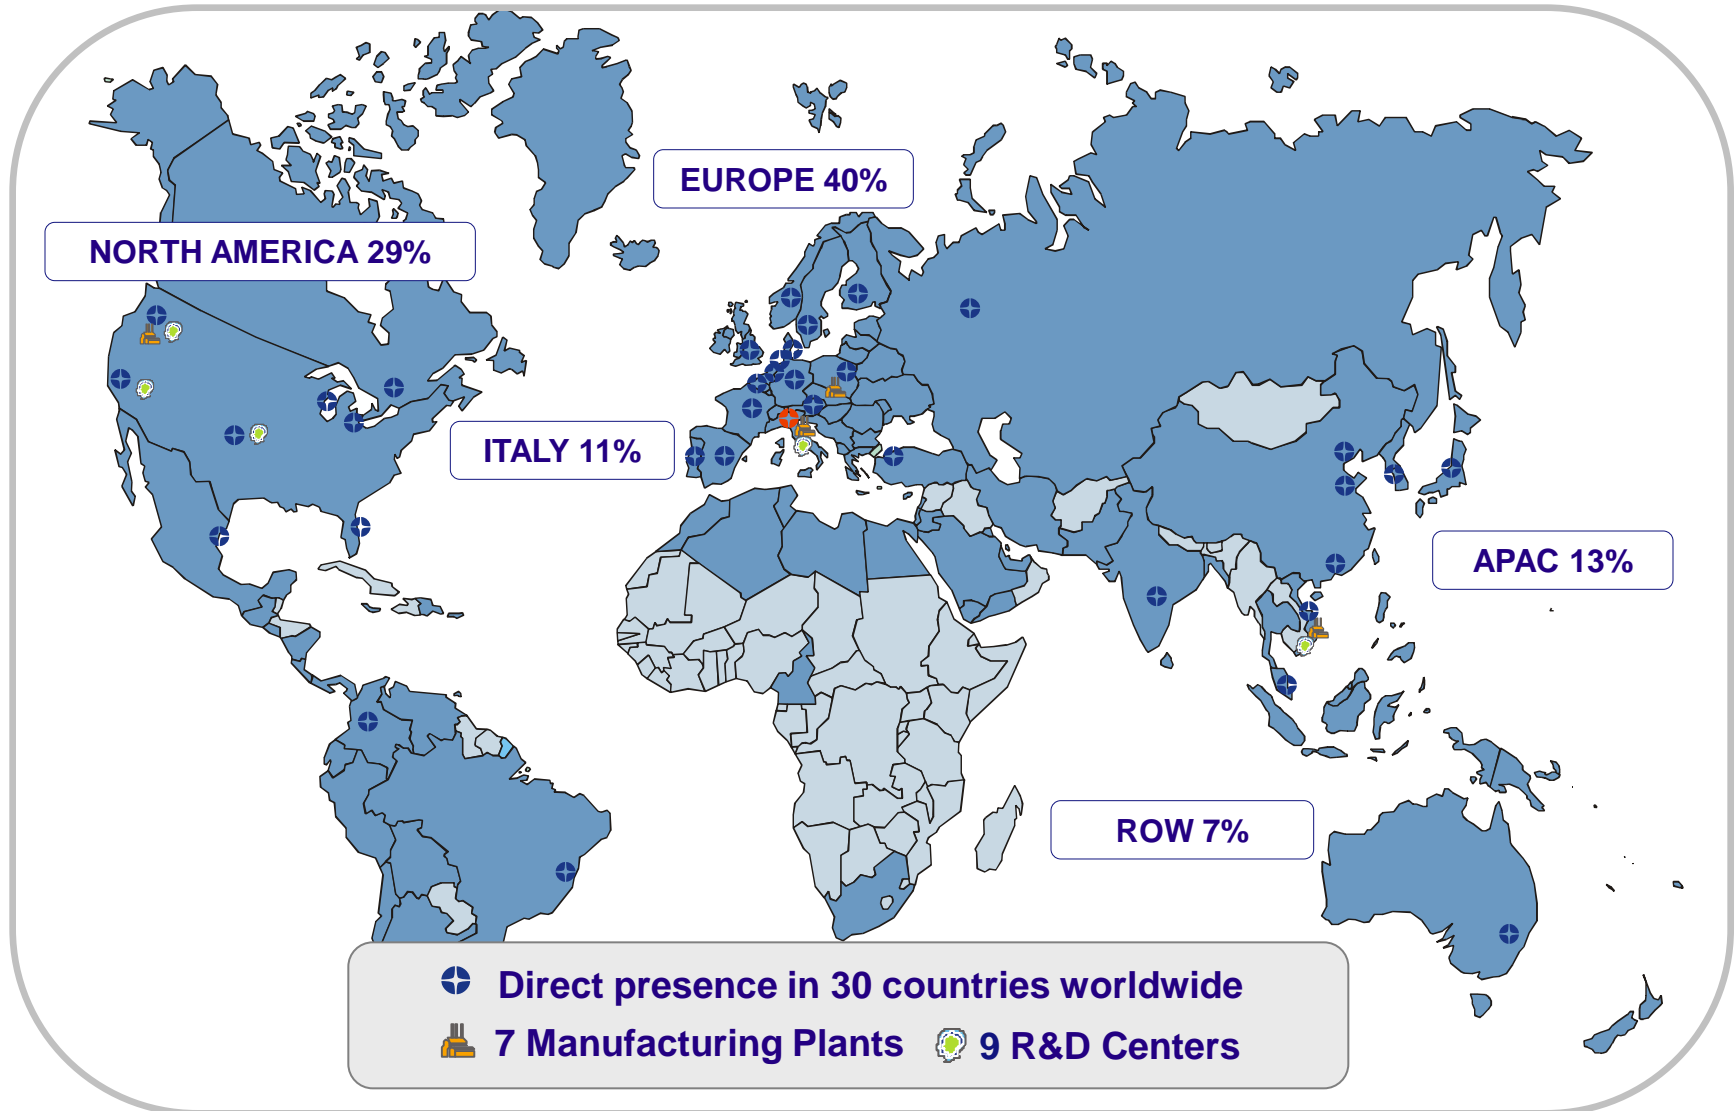 EUROPE 40%
NORTH AMERICA 29%
ITALY 11%
APAC 13%
ROW 7%
Direct presence in 30 countries worldwide
7 Manufacturing Plants
9 R&D Centers